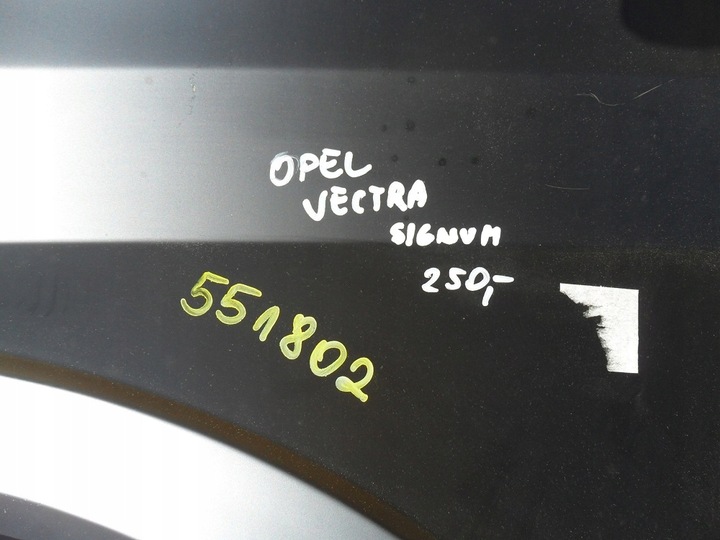 OPEL
VECTRA
SIGNUM
250,-
551802